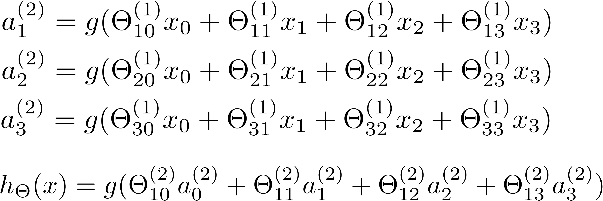 a_1^{(2)} = g(Θ_{10}^{(1)}x_0 + Θ_{11}^{(1)}x_1 + Θ_{12}^{(1)}x_2 + Θ_{13}^{(1)}x_3)
a_2^{(2)} = g(Θ_{20}^{(1)}x_0 + Θ_{21}^{(1)}x_1 + Θ_{22}^{(1)}x_2 + Θ_{23}^{(1)}x_3)
a_3^{(2)} = g(Θ_{30}^{(1)}x_0 + Θ_{31}^{(1)}x_1 + Θ_{32}^{(1)}x_2 + Θ_{33}^{(1)}x_3)
h_Θ(x) = g(Θ_{10}^{(2)}a_0^{(2)} + Θ_{11}^{(2)}a_1^{(2)} + Θ_{12}^{(2)}a_2^{(2)} + Θ_{13}^{(2)}a_3^{(2)})